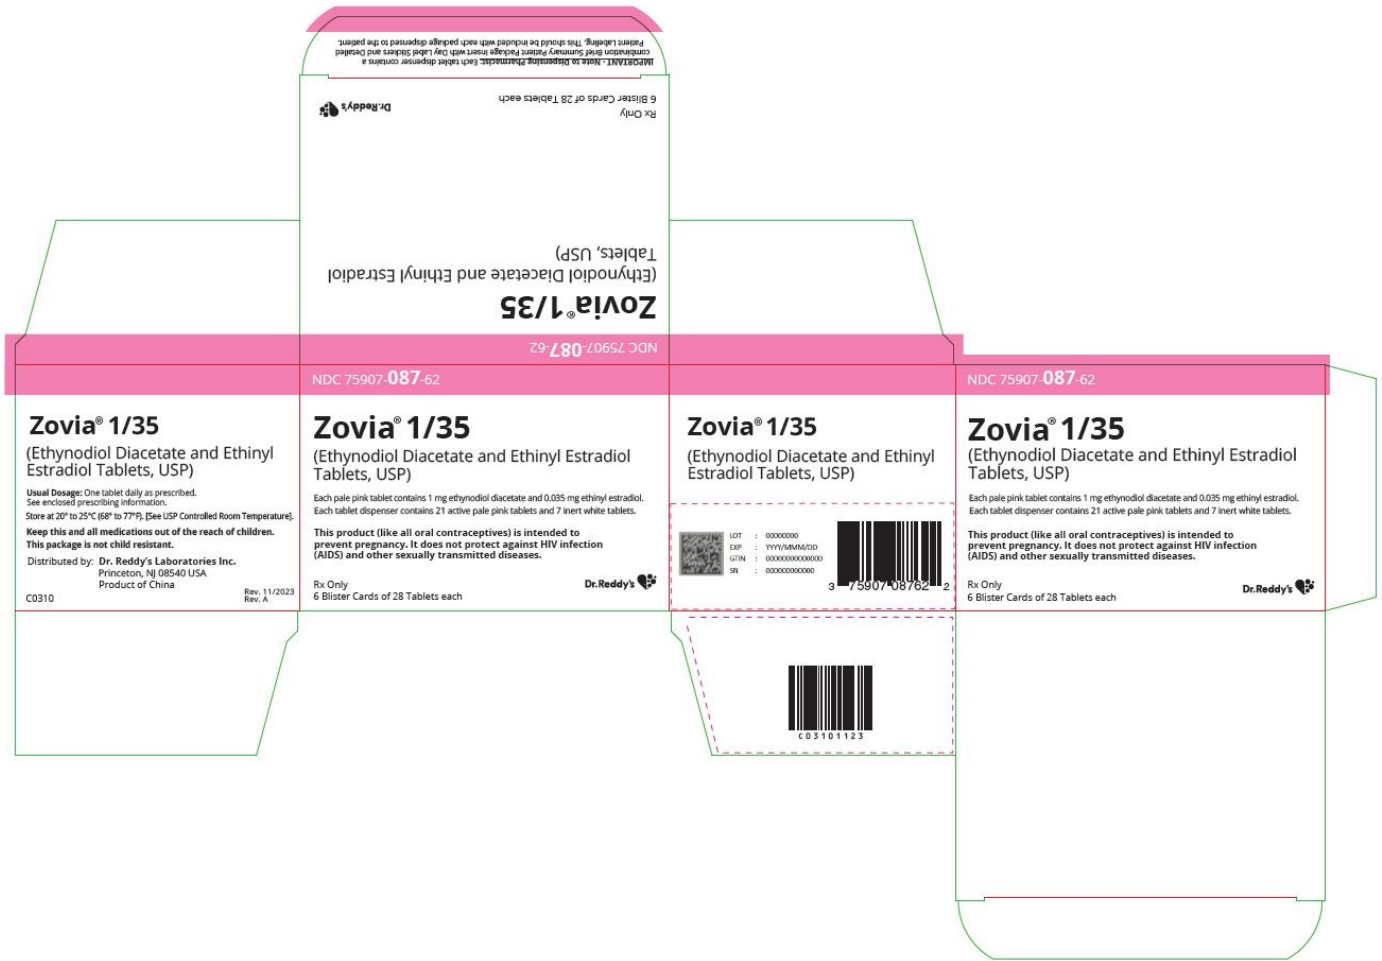 IMPORTANT - Note to Dispensing Pharmacist: Each tablet dispenser contains a
combination Brief Summary Patient Package Insert with Day Label Stickers and Detailed
Patient Labeling. This should be included with each package dispensed to the patient.
Rx Only
6 Blister Cards of 28 Tablets each
Dr.Reddy's
NDC 75907-087-62
Zovia® 1/35
(Ethynodiol Diacetate and Ethinyl Estradiol
Tablets, USP)
Zovia® 1/35
(Ethynodiol Diacetate and Ethinyl
Estradiol Tablets, USP)
Usual Dosage: One tablet daily as prescribed.
See enclosed prescribing information.
Store at 20° to 25°C (68° to 77°F). [See USP Controlled Room Temperature].
Keep this and all medications out of the reach of children.
This package is not child resistant.
Distributed by: Dr. Reddy's Laboratories Inc.
Princeton, NJ 08540 USA
Product of China
C0310
Rev. 11/2023
Rev. A
NDC 75907-087-62
Zovia® 1/35
(Ethynodiol Diacetate and Ethinyl Estradiol
Tablets, USP)
Each pale pink tablet contains 1 mg ethynodiol diacetate and 0.035 mg ethinyl estradiol.
Each tablet dispenser contains 21 active pale pink tablets and 7 inert white tablets.
This product (like all oral contraceptives) is intended to
prevent pregnancy. It does not protect against HIV infection
(AIDS) and other sexually transmitted diseases.
Rx Only
6 Blister Cards of 28 Tablets each
Dr.Reddy's
Zovia® 1/35
(Ethynodiol Diacetate and Ethinyl
Estradiol Tablets, USP)
LOT : 00000000
EXP : YYYY/MMM/DD
GTIN : 00000000000000
SN : 000000000000
3 75907 08762 2
C03101123
NDC 75907-087-62
Zovia® 1/35
(Ethynodiol Diacetate and Ethinyl Estradiol
Tablets, USP)
Each pale pink tablet contains 1 mg ethynodiol diacetate and 0.035 mg ethinyl estradiol.
Each tablet dispenser contains 21 active pale pink tablets and 7 inert white tablets.
This product (like all oral contraceptives) is intended to
prevent pregnancy. It does not protect against HIV infection
(AIDS) and other sexually transmitted diseases.
Rx Only
6 Blister Cards of 28 Tablets each
Dr.Reddy's